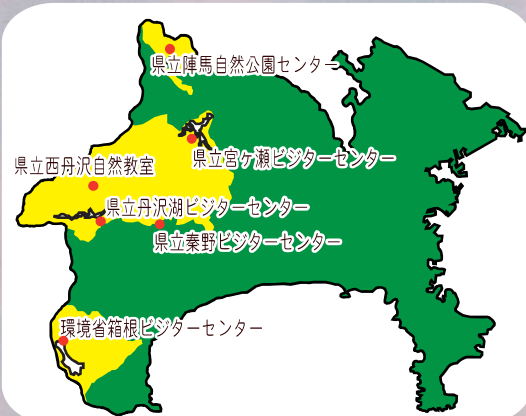 県立陣馬自然公園センター
県立宮ヶ瀬ビジターセンター
県立西丹沢自然教室
県立丹沢湖ビジターセンター
県立秦野ビジターセンター
環境省箱根ビジターセンター